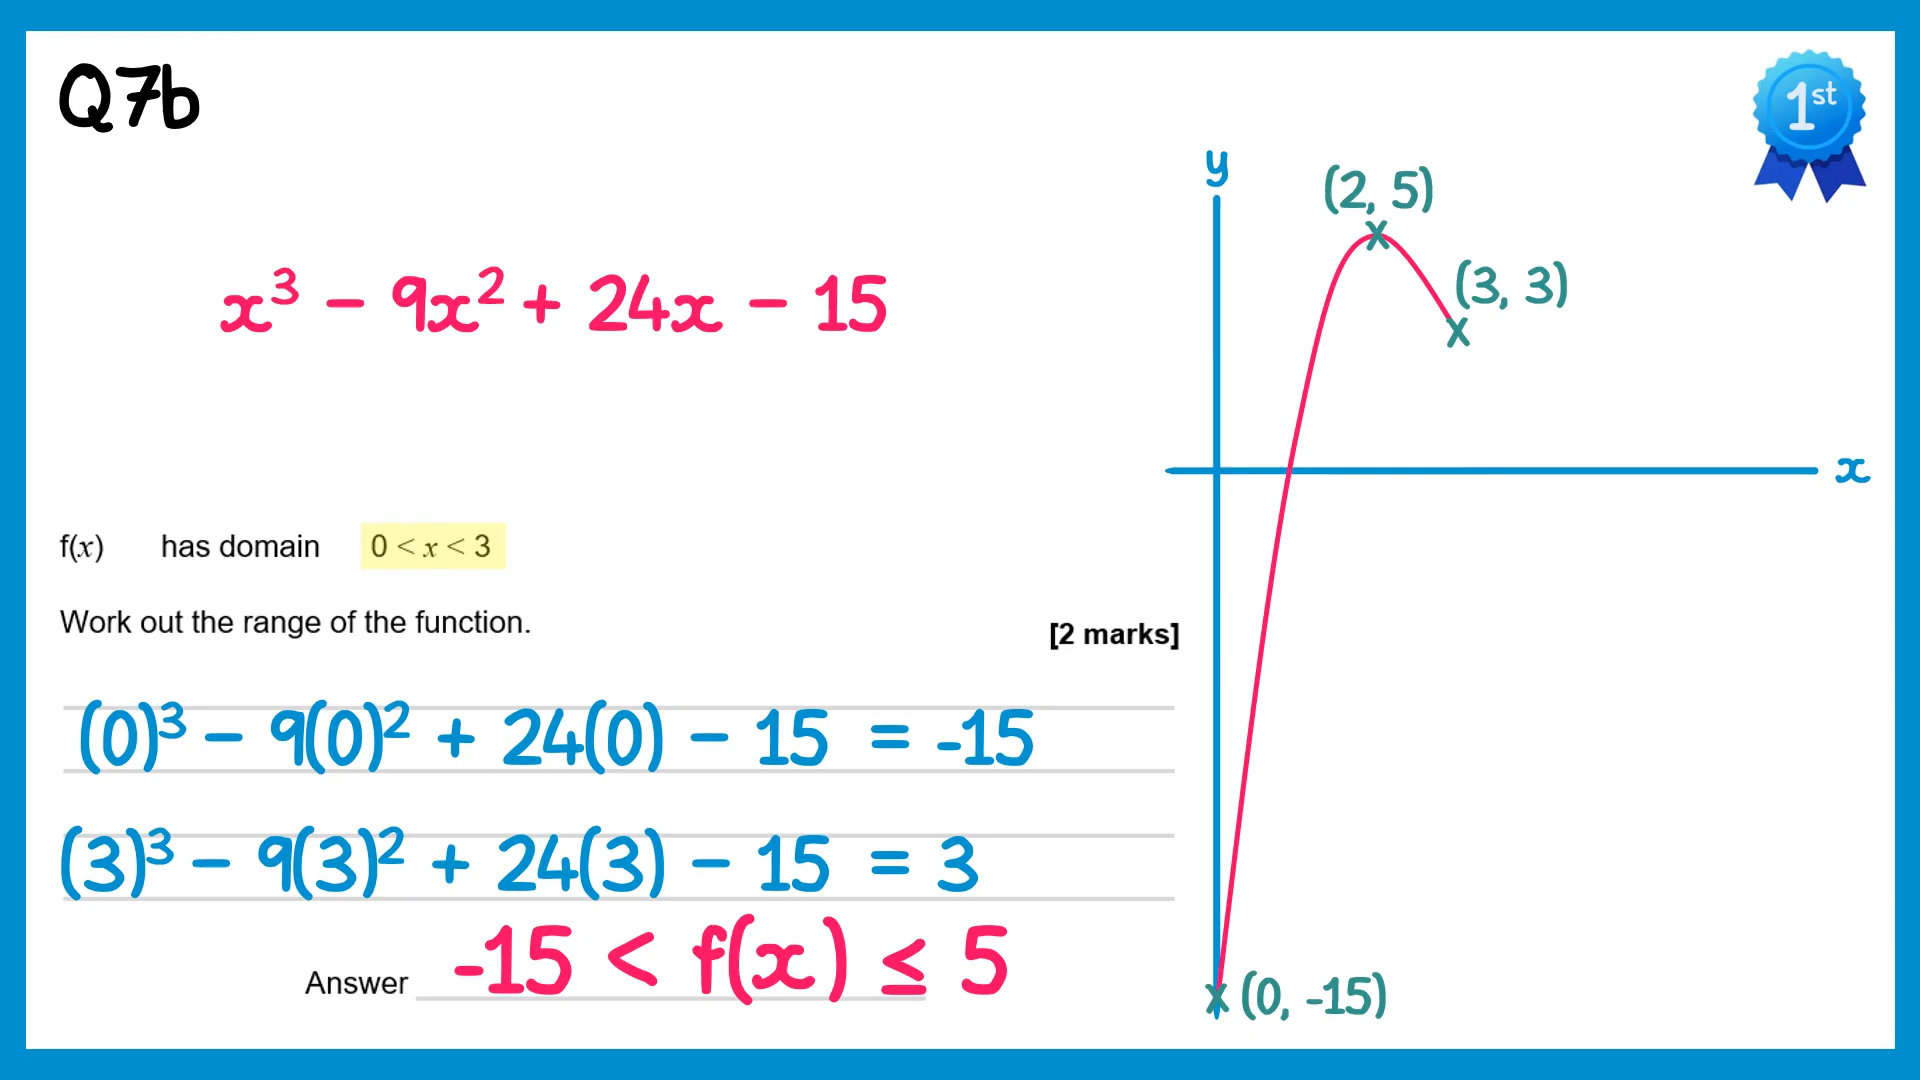 Q7b
1st
y
(2, 5)
x
(3, 3)
x
x³ – 9x² + 24x – 15
x
f(x) has domain 0 < x < 3
Work out the range of the function.
[2 marks]
(0)³ – 9(0)² + 24(0) – 15 = -15
(3)³ – 9(3)² + 24(3) – 15 = 3
Answer -15 < f(x) ≤ 5
x (0, -15)